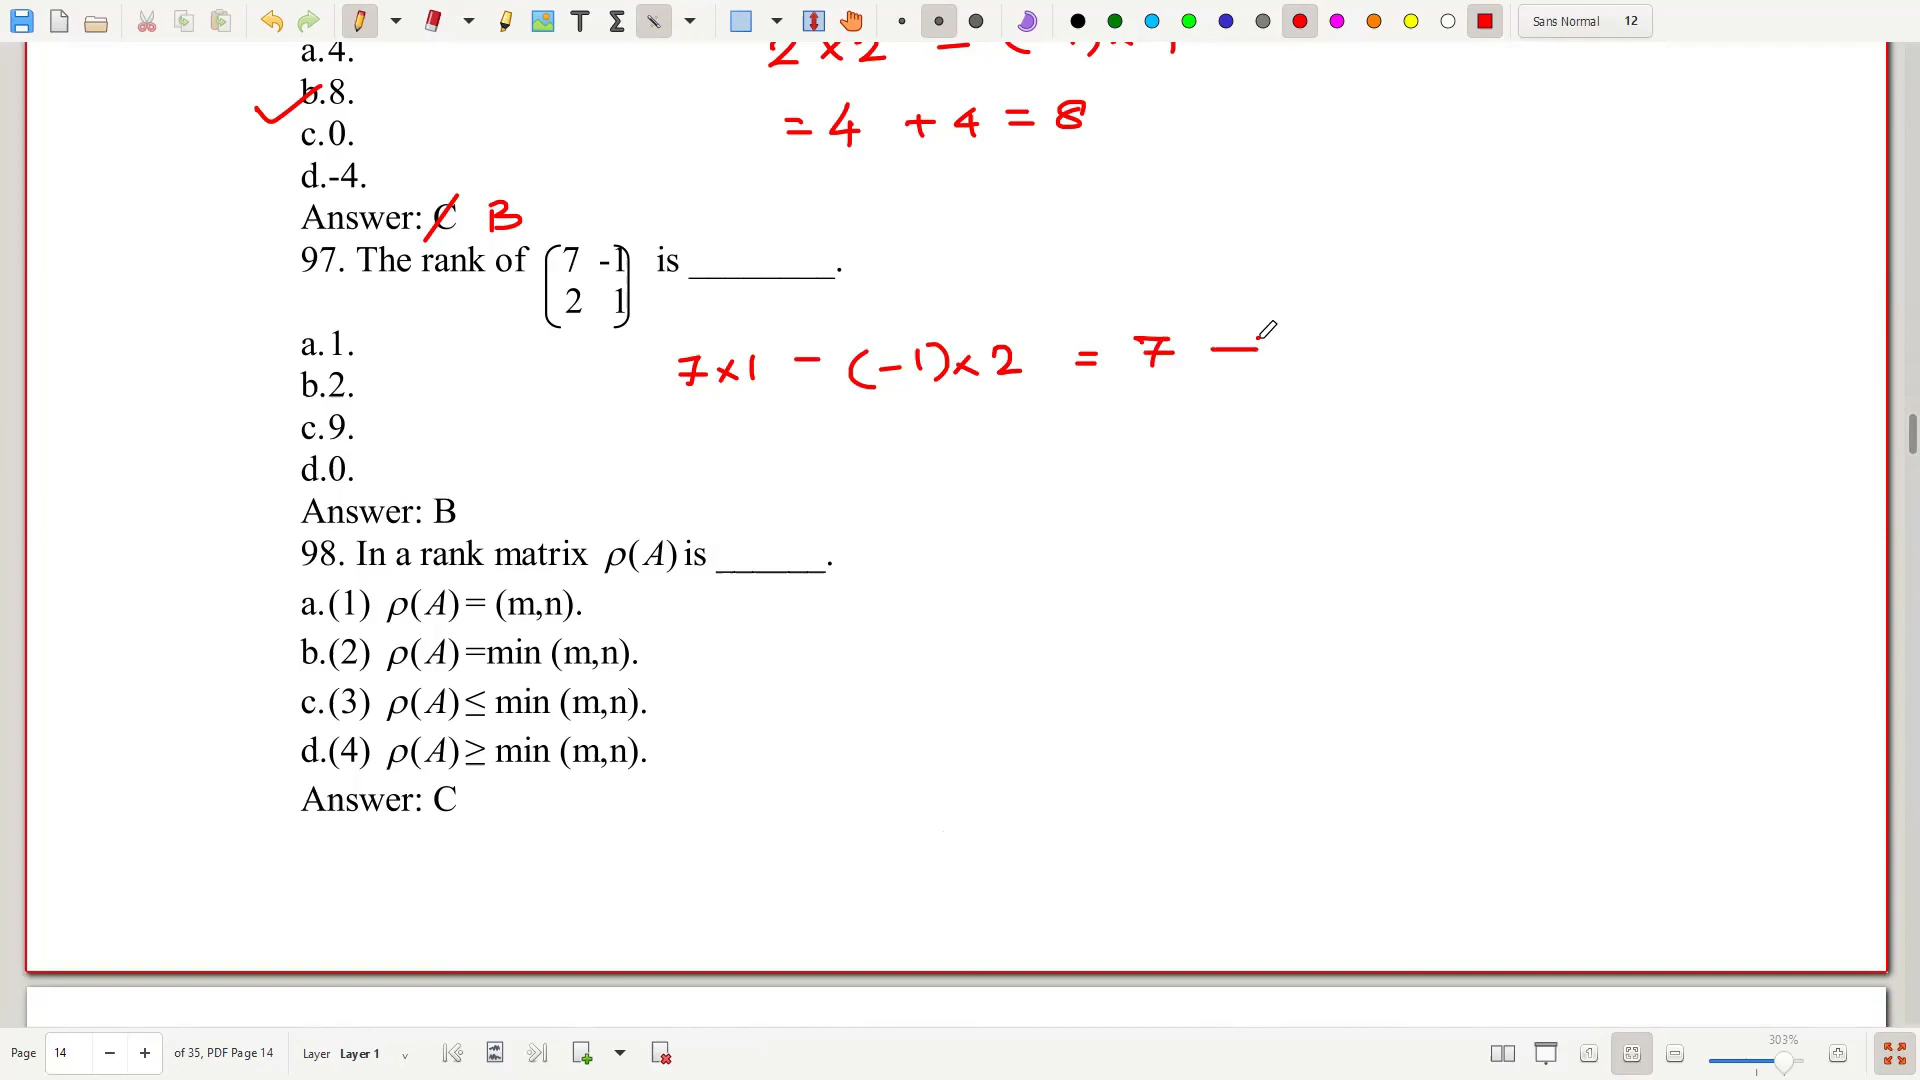 Sans Normal 12
a.4.
b.8.
= 4 + 4 = 8
c.0.
d.-4.
Answer: C B
97. The rank of 7 -1 is ________.
2 1
a.1.
7 x 1 - (-1) x 2 = 7 —
b.2.
c.9.
d.0.
Answer: B
98. In a rank matrix ρ(A) is ______.
a.(1) ρ(A)= (m,n).
b.(2) ρ(A)=min (m,n).
c.(3) ρ(A)≤ min (m,n).
d.(4) ρ(A)≥ min (m,n).
Answer: C
Page 14 of 35, PDF Page 14 Layer Layer 1 303%